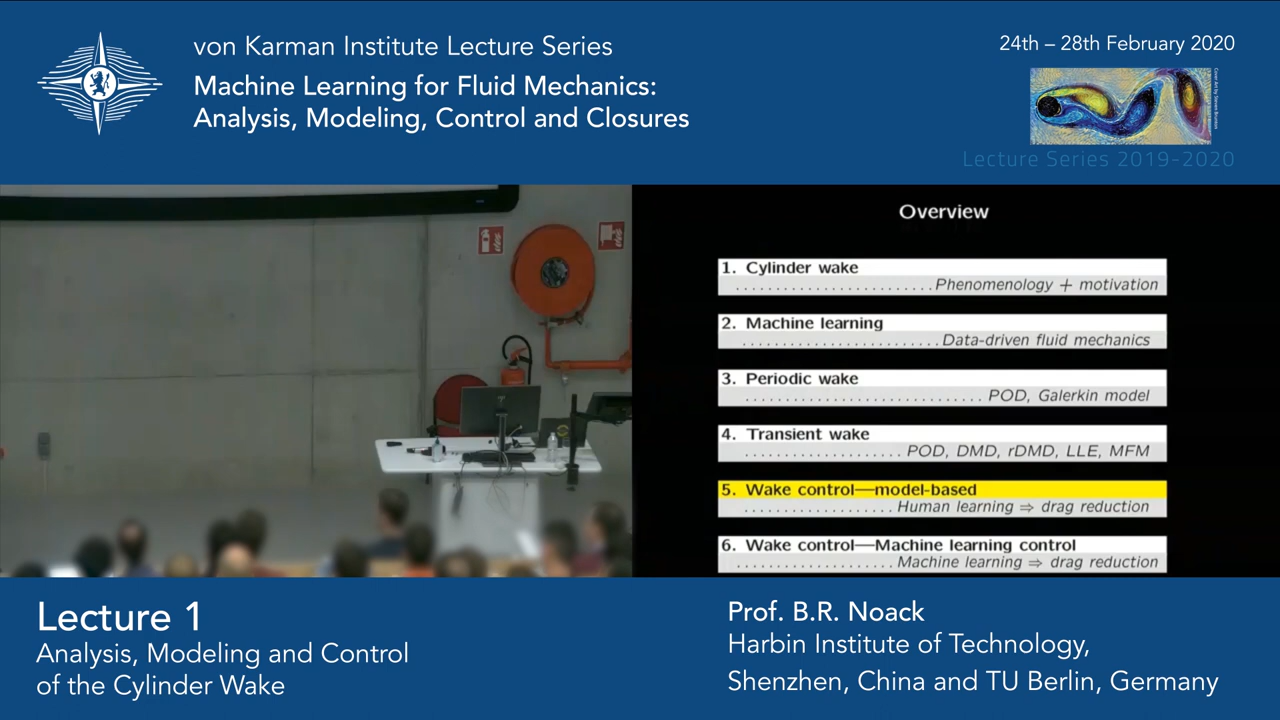 von Karman Institute Lecture Series
Machine Learning for Fluid Mechanics:
Analysis, Modeling, Control and Closures
24th – 28th February 2020
Lecture Series 2019-2020
Overview
1. Cylinder wake
.........................Phenomenology + motivation
2. Machine learning
.........................Data-driven fluid mechanics
3. Periodic wake
.............................. POD, Galerkin model
4. Transient wake
.................... POD, DMD, rDMD, LLE, MFM
5. Wake control—model-based
................... Human learning ⇒ drag reduction
6. Wake control—Machine learning control
.................... Machine learning ⇒ drag reduction
Lecture 1
Analysis, Modeling and Control
of the Cylinder Wake
Prof. B.R. Noack
Harbin Institute of Technology,
Shenzhen, China and TU Berlin, Germany